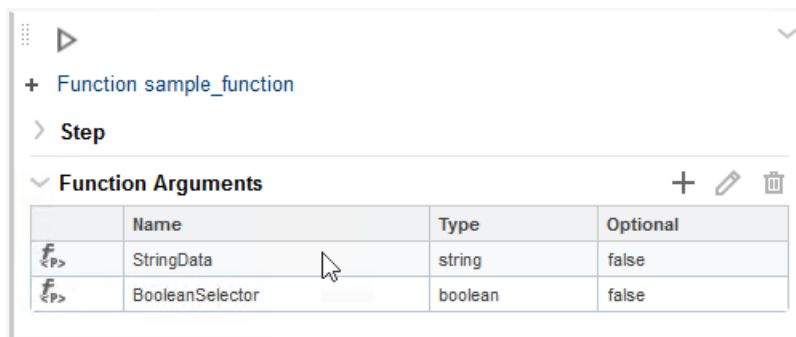 Function sample_function
Step
Function Arguments
Name Type Optional
f <P> StringData string false
f <P> BooleanSelector boolean false